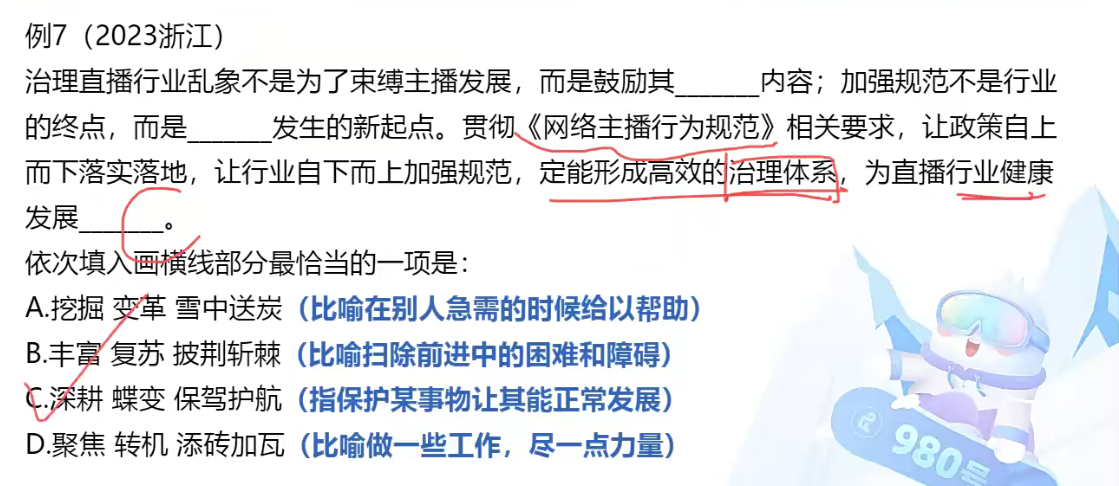 例7（2023浙江）
治理直播行业乱象不是为了束缚主播发展，而是鼓励其_______内容；加强规范不是行业
的终点，而是_______发生的新起点。贯彻《网络主播行为规范》相关要求，让政策自上
而下落实落地，让行业自下而上加强规范，定能形成高效的治理体系，为直播行业健康
发展_______。
依次填入画横线部分最恰当的一项是：
A.挖掘 变革 雪中送炭（比喻在别人急需的时候给以帮助）
B.丰富 复苏 披荆斩棘（比喻扫除前进中的困难和障碍）
C.深耕 蝶变 保驾护航（指保护某事物让其能正常发展）
D.聚焦 转机 添砖加瓦（比喻做一些工作，尽一点力量）
980